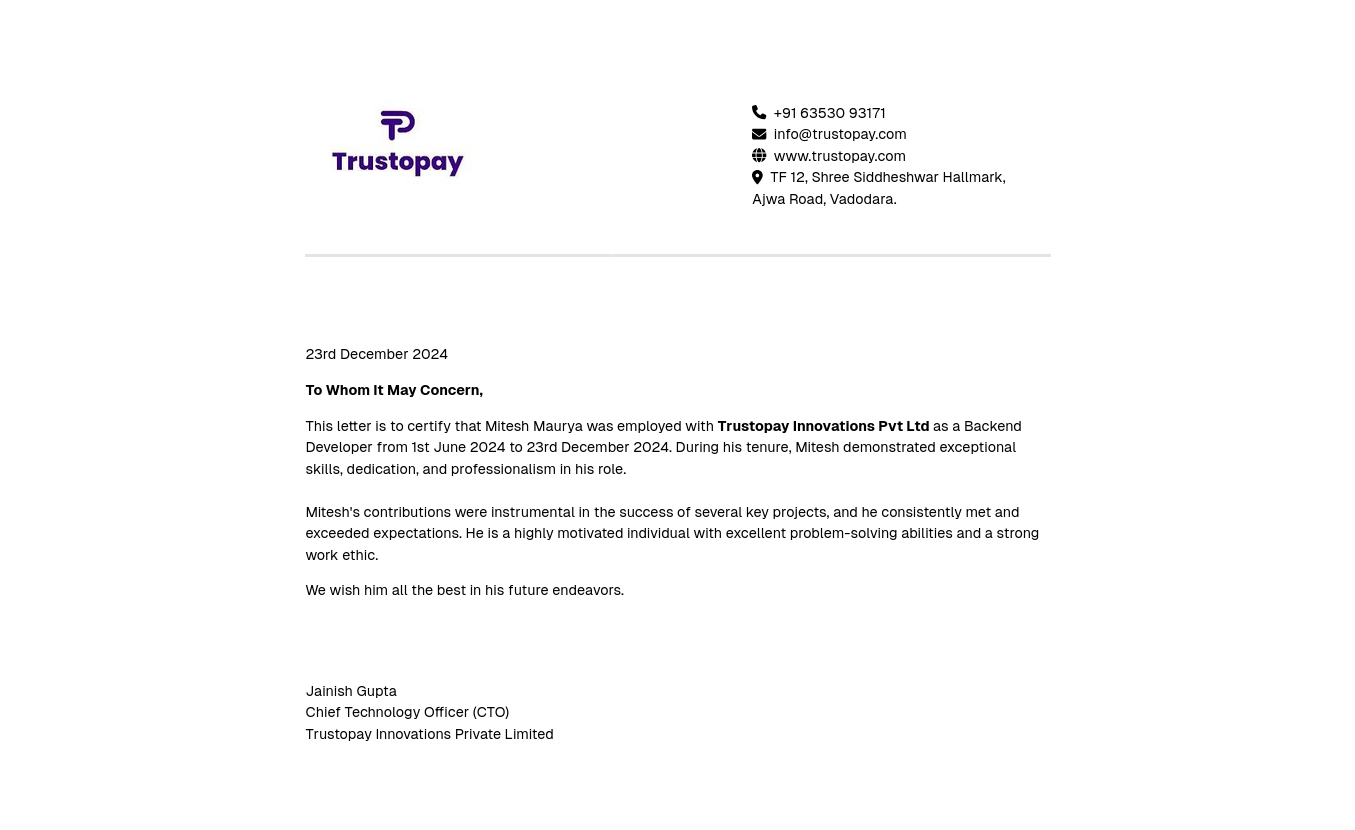 Trustopay
+91 63530 93171
info@trustopay.com
www.trustopay.com
TF 12, Shree Siddheshwar Hallmark,
Ajwa Road, Vadodara.
23rd December 2024
To Whom It May Concern,
This letter is to certify that Mitesh Maurya was employed with Trustopay Innovations Pvt Ltd as a Backend
Developer from 1st June 2024 to 23rd December 2024. During his tenure, Mitesh demonstrated exceptional
skills, dedication, and professionalism in his role.
Mitesh's contributions were instrumental in the success of several key projects, and he consistently met and
exceeded expectations. He is a highly motivated individual with excellent problem-solving abilities and a strong
work ethic.
We wish him all the best in his future endeavors.
Jainish Gupta
Chief Technology Officer (CTO)
Trustopay Innovations Private Limited